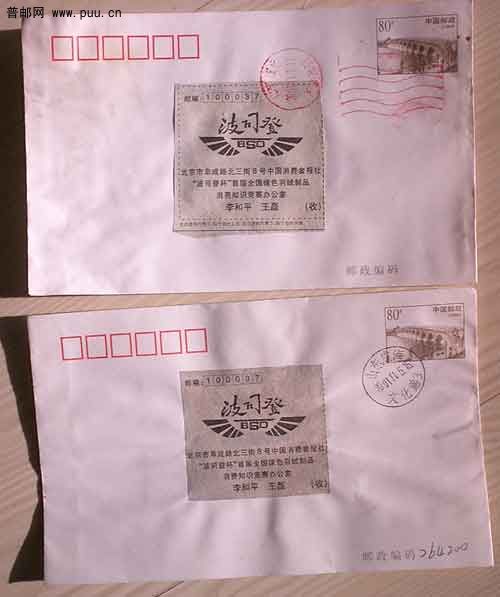 普邮网 www.puu.cn
80分
中国邮政
邮编：100037
波司登
BSD
北京市阜成路北三街8号中国消费者报社
“波司登杯”首届全国绿色羽绒制品
消费知识竞赛办公室
李和平 王磊 (收)
邮政编码
80分
中国邮政
邮编：100037
波司登
BSD
北京市阜成路北三街8号中国消费者报社
“波司登杯”首届全国绿色羽绒制品
消费知识竞赛办公室
李和平 王磊 (收)
邮政编码 264200